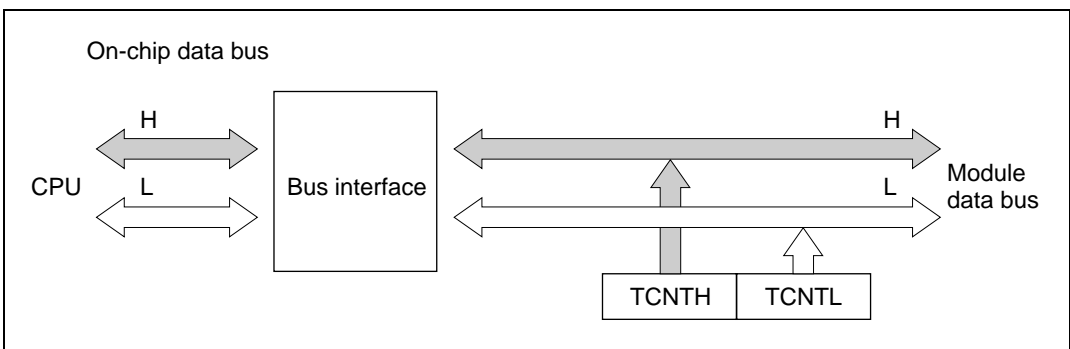 On-chip data bus
H
H
CPU
L
Bus interface
L
Module
data bus
TCNTH
TCNTL